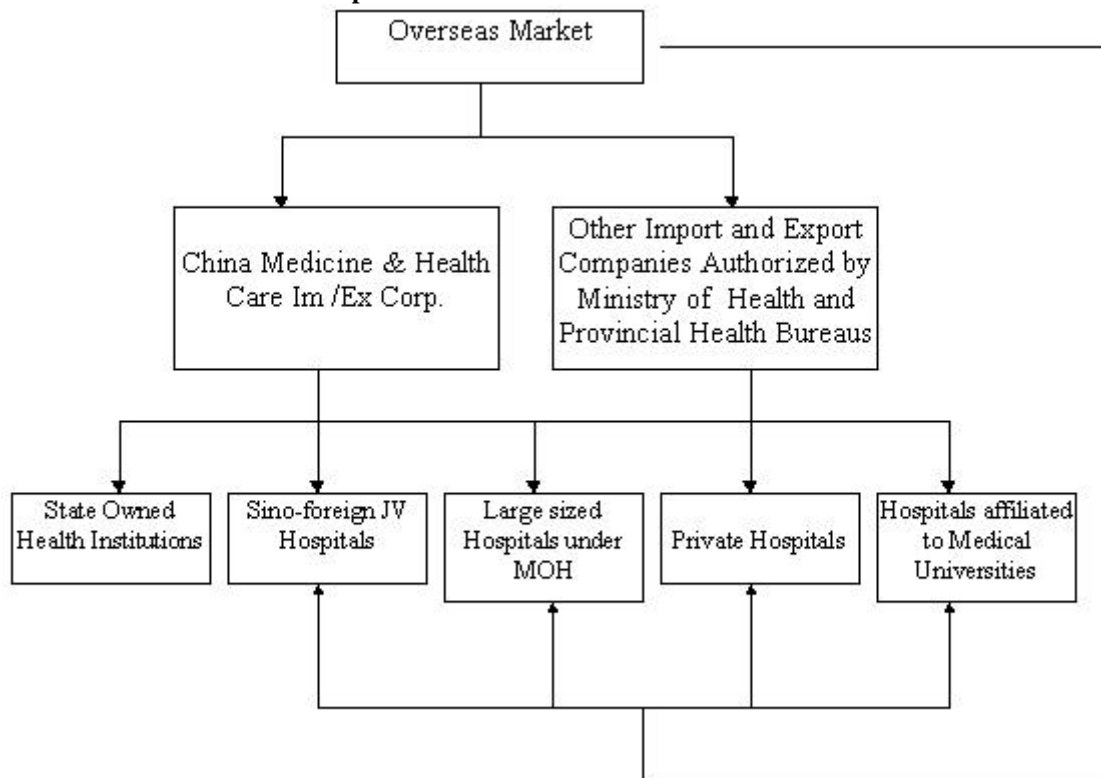 Overseas Market
China Medicine & Health
Care Im /Ex Corp.
Other Import and Export
Companies Authorized by
Ministry of Health and
Provincial Health Bureaus
State Owned
Health Institutions
Sino-foreign JV
Hospitals
Large sized
Hospitals under
MOH
Private Hospitals
Hospitals affiliated
to Medical
Universities